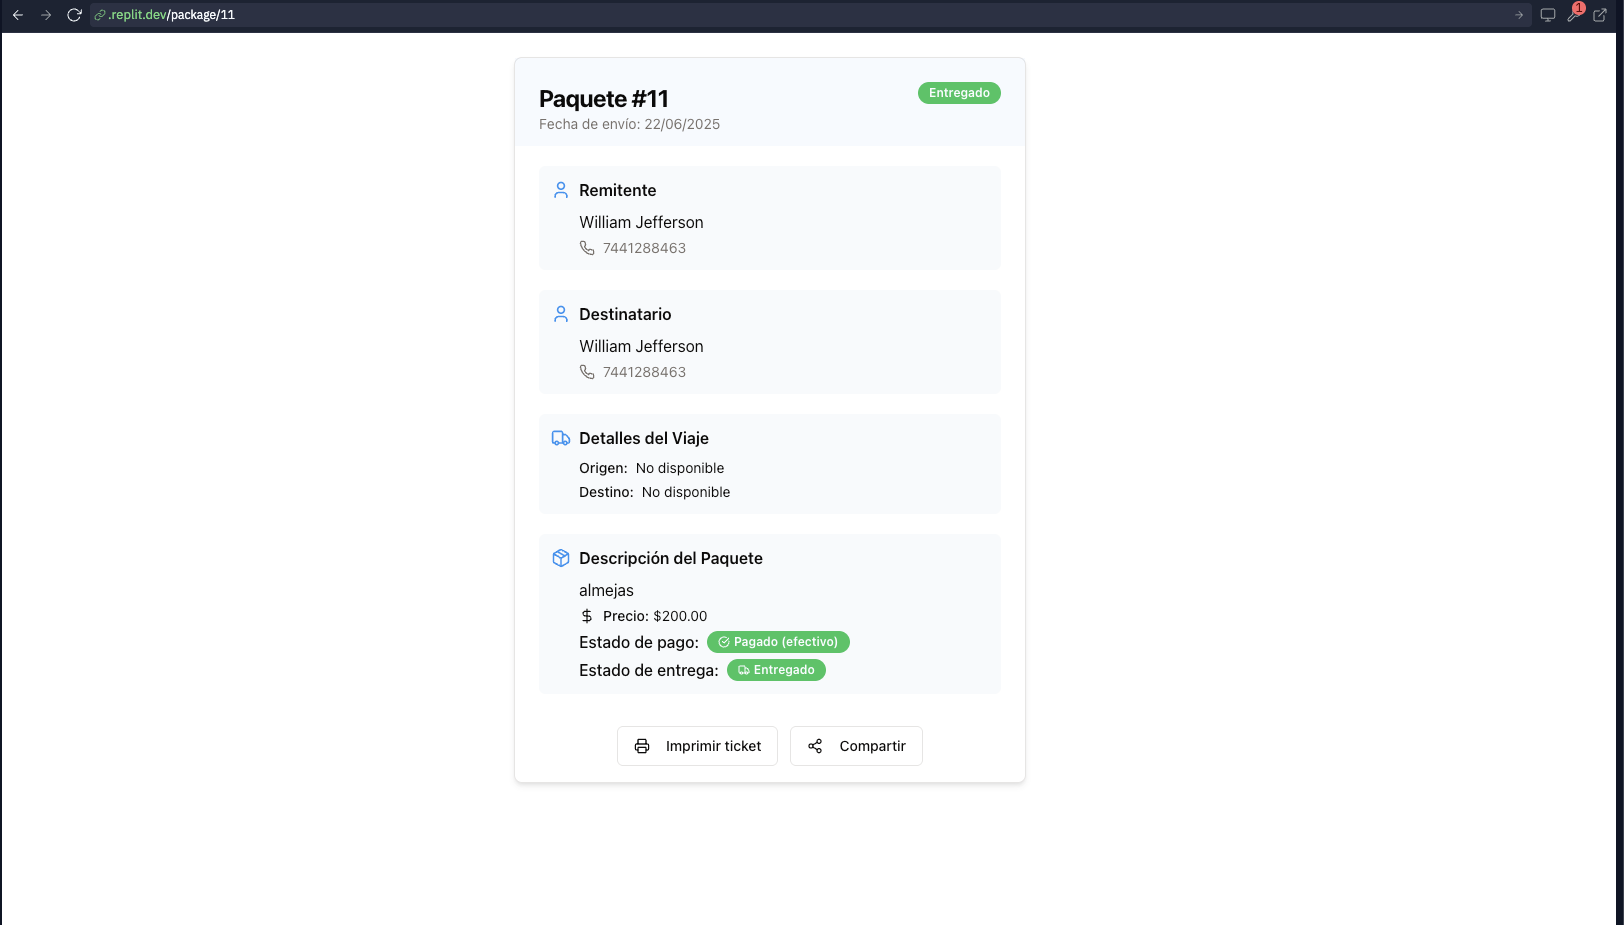 .replit.dev/package/11
1
Paquete #11
Entregado
Fecha de envío: 22/06/2025
Remitente
William Jefferson
7441288463
Destinatario
William Jefferson
7441288463
Detalles del Viaje
Origen: No disponible
Destino: No disponible
Descripción del Paquete
almejas
Precio: $200.00
Estado de pago: Pagado (efectivo)
Estado de entrega: Entregado
Imprimir ticket
Compartir